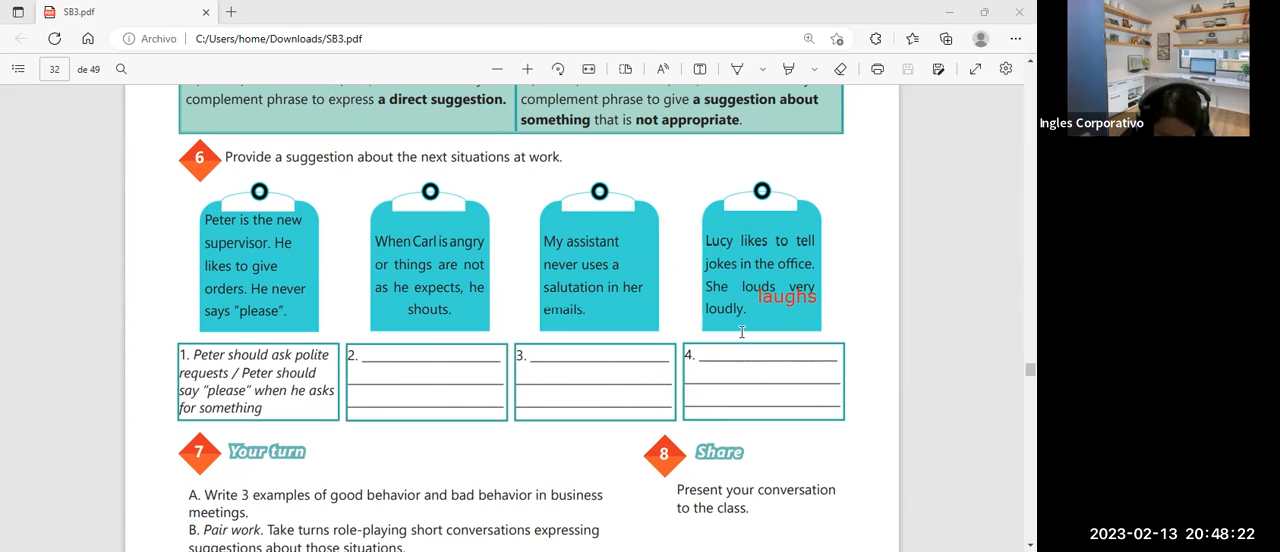 SB3.pdf
Archivo
C:/Users/home/Downloads/SB3.pdf
32
de 49
complement phrase to express a direct suggestion.
complement phrase to give a suggestion about
something that is not appropriate.
6
Provide a suggestion about the next situations at work.
Peter is the new
supervisor. He
likes to give
orders. He never
says “please”.
When Carl is angry
or things are not
as he expects, he
shouts.
My assistant
never uses a
salutation in her
emails.
Lucy likes to tell
jokes in the office.
She louds very
laughs
loudly.
1. Peter should ask polite
requests / Peter should
say “please” when he asks
for something
2.
3.
4.
7
Your turn
A. Write 3 examples of good behavior and bad behavior in business
meetings.
B. Pair work. Take turns role-playing short conversations expressing
suggestions about those situations.
8
Share
Present your conversation
to the class.
Ingles Corporativo
2023-02-13 20:48:22